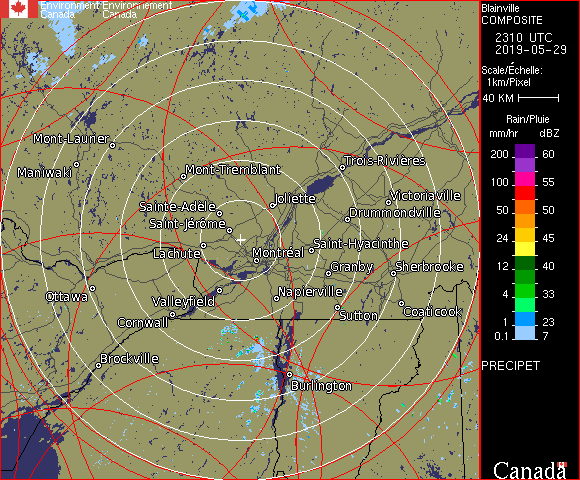 Environment Environnement
Canada Canada
Mont-Laurier
Maniwaki
Mont-Tremblant
Trois-Rivières
Sainte-Adèle
Joliette
Victoriaville
Saint-Jérôme
Drummondville
Lachute
Montréal
Saint-Hyacinthe
Granby
Sherbrooke
Ottawa
Valleyfield
Napierville
Cornwall
Sutton
Coaticook
Brockville
Burlington
Blainville
COMPOSITE
2310 UTC
2019-05-29
Scale/Échelle:
1km/Pixel
40 KM
Rain/Pluie
mm/hr dBZ
200 60
100 55
50 50
24 45
12 40
4 33
1 23
0.1 7
PRECIPET
Canada